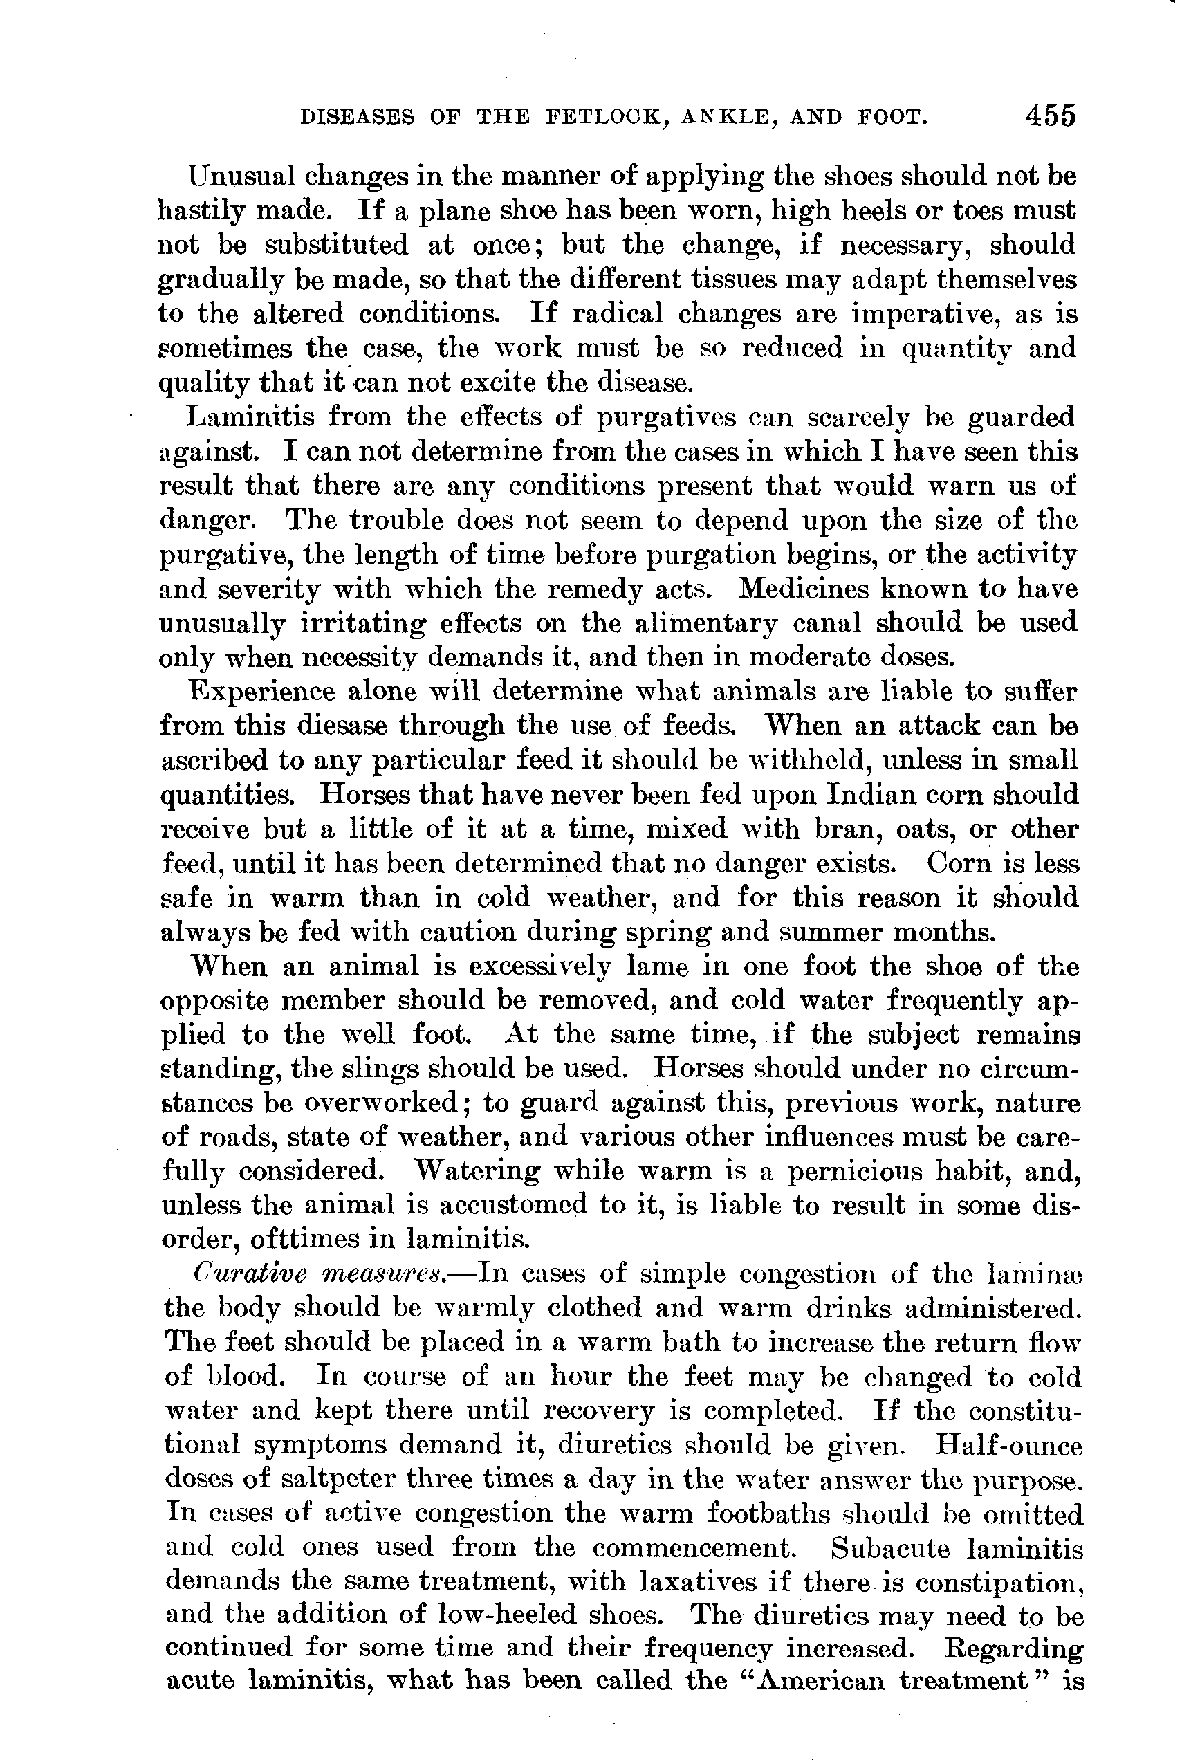 DISEASES OF THE FETLOCK, ANKLE, AND FOOT. 455
Unusual changes in the manner of applying the shoes should not be
hastily made. If a plane shoe has been worn, high heels or toes must
not be substituted at once; but the change, if necessary, should
gradually be made, so that the different tissues may adapt themselves
to the altered conditions. If radical changes are imperative, as is
sometimes the case, the work must be so reduced in quantity and
quality that it can not excite the disease.
Laminitis from the effects of purgatives can scarcely be guarded
against. I can not determine from the cases in which I have seen this
result that there are any conditions present that would warn us of
danger. The trouble does not seem to depend upon the size of the
purgative, the length of time before purgation begins, or the activity
and severity with which the remedy acts. Medicines known to have
unusually irritating effects on the alimentary canal should be used
only when necessity demands it, and then in moderate doses.
Experience alone will determine what animals are liable to suffer
from this diesase through the use of feeds. When an attack can be
ascribed to any particular feed it should be withheld, unless in small
quantities. Horses that have never been fed upon Indian corn should
receive but a little of it at a time, mixed with bran, oats, or other
feed, until it has been determined that no danger exists. Corn is less
safe in warm than in cold weather, and for this reason it should
always be fed with caution during spring and summer months.
When an animal is excessively lame in one foot the shoe of the
opposite member should be removed, and cold water frequently ap-
plied to the well foot. At the same time, if the subject remains
standing, the slings should be used. Horses should under no circum-
stances be overworked; to guard against this, previous work, nature
of roads, state of weather, and various other influences must be care-
fully considered. Watering while warm is a pernicious habit, and,
unless the animal is accustomed to it, is liable to result in some dis-
order, ofttimes in laminitis.
Curative measures.—In cases of simple congestion of the laminæ
the body should be warmly clothed and warm drinks administered.
The feet should be placed in a warm bath to increase the return flow
of blood. In course of an hour the feet may be changed to cold
water and kept there until recovery is completed. If the constitu-
tional symptoms demand it, diuretics should be given. Half-ounce
doses of saltpeter three times a day in the water answer the purpose.
In cases of active congestion the warm footbaths should be omitted
and cold ones used from the commencement. Subacute laminitis
demands the same treatment, with laxatives if there is constipation,
and the addition of low-heeled shoes. The diuretics may need to be
continued for some time and their frequency increased. Regarding
acute laminitis, what has been called the "American treatment" is